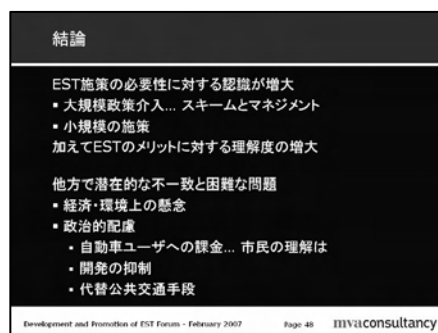 結論
EST施策の必要性に対する認識が増大
▪ 大規模政策介入... スキームとマネジメント
▪ 小規模の施策
加えてESTのメリットに対する理解度の増大
他方で潜在的な不一致と困難な問題
▪ 経済・環境上の懸念
▪ 政治的配慮
▪ 自動車ユーザへの課金... 市民の理解は
▪ 開発の抑制
▪ 代替公共交通手段
Development and Promotion of EST Forum - February 2007 Page 48 mvaconsultancy